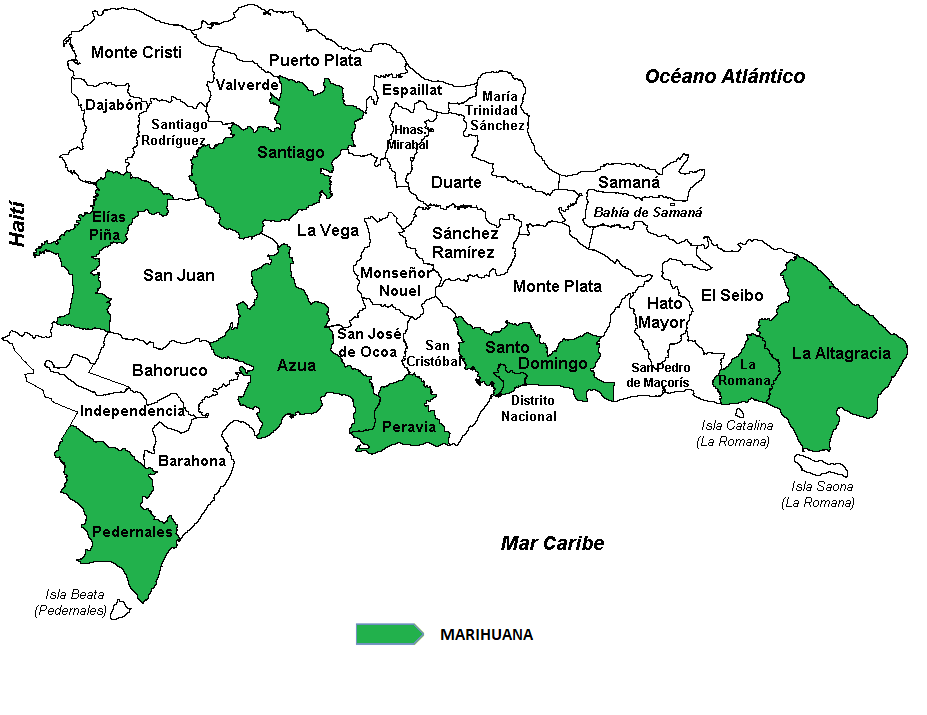 Monte Cristi
Puerto Plata
Océano Atlántico
Valverde
Espaillat
Dajabón
María
Trinidad
Sánchez
Santiago
Rodríguez
Hnas.
Mirabal
Santiago
Duarte
Samaná
Haití
Elías
Piña
Bahía de Samaná
La Vega
Sánchez
Ramírez
San Juan
Monseñor
Nouel
Monte Plata
El Seibo
Hato
Mayor
San José
de Ocoa
San
Cristóbal
Santo
Domingo
La Altagracia
Azua
Bahoruco
San Pedro
de Macorís
La
Romana
Independencia
Distrito
Nacional
Peravia
Isla Catalina
(La Romana)
Barahona
Isla Saona
(La Romana)
Pedernales
Mar Caribe
Isla Beata
(Pedernales)
MARIHUANA